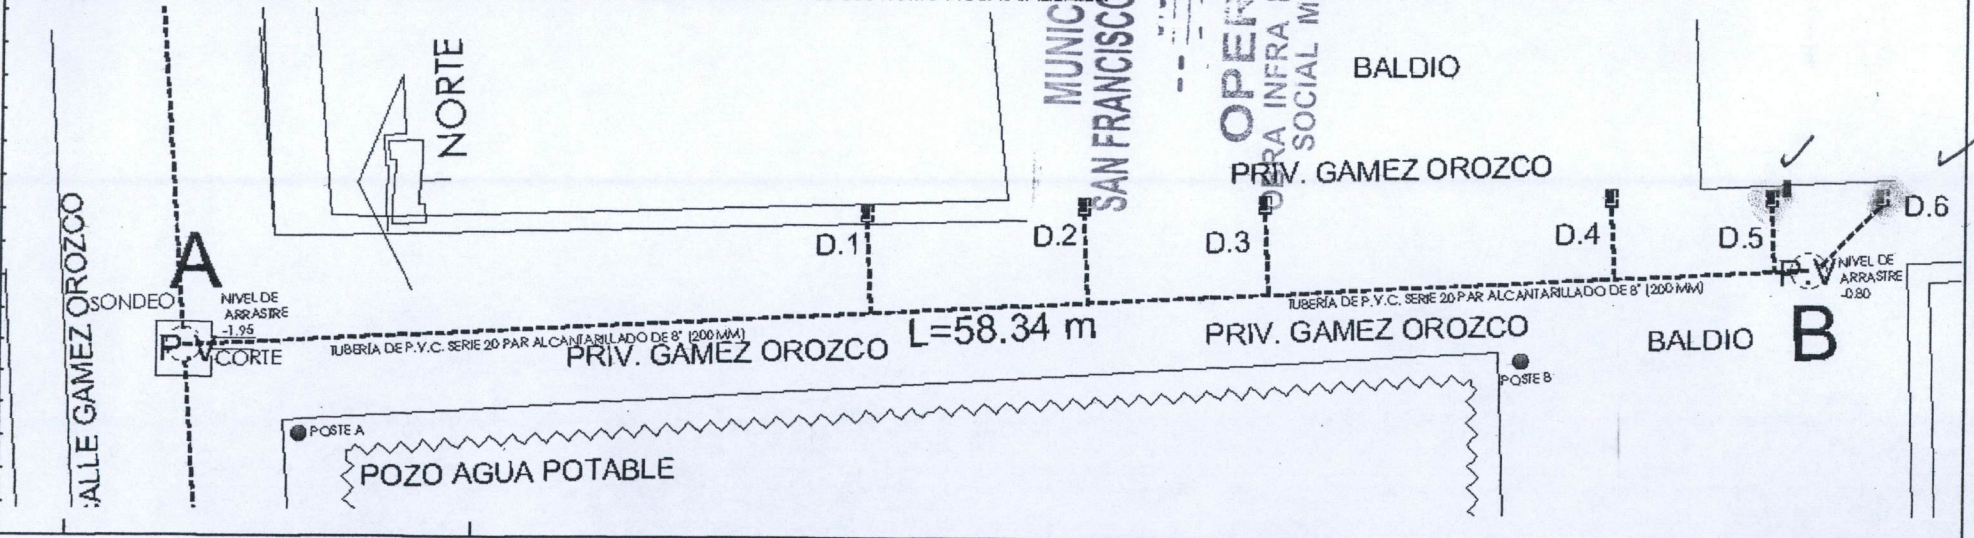 NORTE
MUNIC
SAN FRANCISCO
OPER
RA INFRA
SOCIAL M
BALDIO
PRIV. GAMEZ OROZCO
D.1
D.2
D.3
D.4
D.5
D.6
ALLE GAMEZ OROZCO
A
SONDEO
NIVEL DE
ARRASTRE
-1.95
P V
CORTE
TUBERÍA DE P.V.C. SERIE 20 PAR ALCANTARILLADO DE 8" (200 MM)
PRIV. GAMEZ OROZCO
L=58.34 m
TUBERÍA DE P.V.C. SERIE 20 PAR ALCANTARILLADO DE 8" (200 MM)
PRIV. GAMEZ OROZCO
P. V
NIVEL DE
ARRASTRE
-0.80
BALDIO
B
POSTE A
POSTE B
POZO AGUA POTABLE